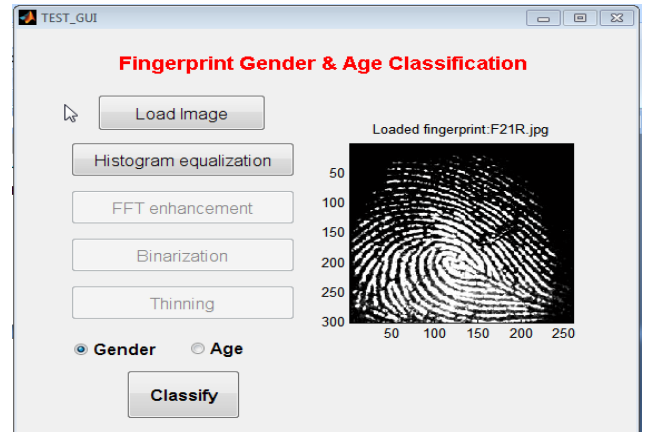 TEST_GUI
Fingerprint Gender & Age Classification
Load Image
Histogram equalization
FFT enhancement
Binarization
Thinning
Gender Age
Classify
Loaded fingerprint:F21R.jpg
50
100
150
200
250
300
50 100 150 200 250